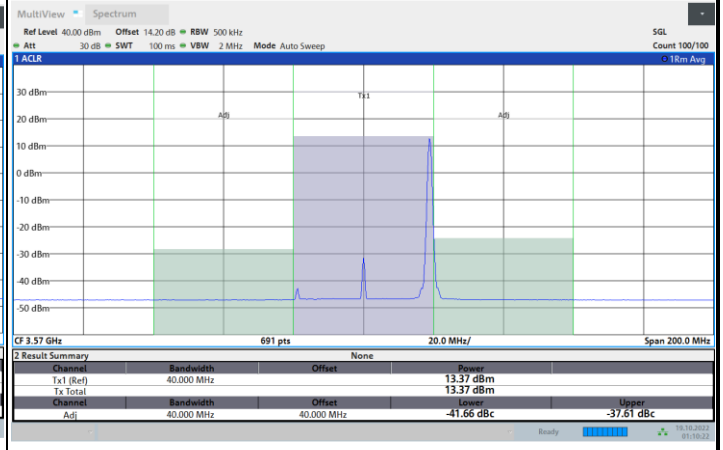 MultiView Spectrum
Ref Level 40.00 dBm Offset 14.20 dB RBW 500 kHz SGL
Att 30 dB SWT 100 ms VBW 2 MHz Mode Auto Sweep Count 100/100
1 ACLR 1Rm Avg
30 dBm
Tx1
20 dBm Adj Adj
10 dBm
0 dBm
-10 dBm
-20 dBm
-30 dBm
-40 dBm
-50 dBm
CF 3.57 GHz 691 pts 20.0 MHz/ Span 200.0 MHz
2 Result Summary None
Channel Bandwidth Offset Power
Tx1 (Ref) 40.000 MHz 13.37 dBm
Tx Total 13.37 dBm
Channel Bandwidth Offset Lower Upper
Adj 40.000 MHz 40.000 MHz -41.66 dBc -37.61 dBc
Ready 19.10.2022
01:10:22